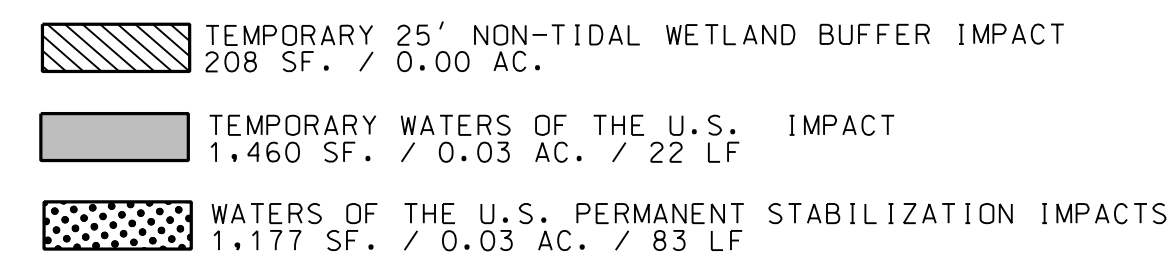 TEMPORARY 25' NON-TIDAL WETLAND BUFFER IMPACT
208 SF. / 0.00 AC.
TEMPORARY WATERS OF THE U.S. IMPACT
1,460 SF. / 0.03 AC. / 22 LF
WATERS OF THE U.S. PERMANENT STABILIZATION IMPACTS
1,177 SF. / 0.03 AC. / 83 LF